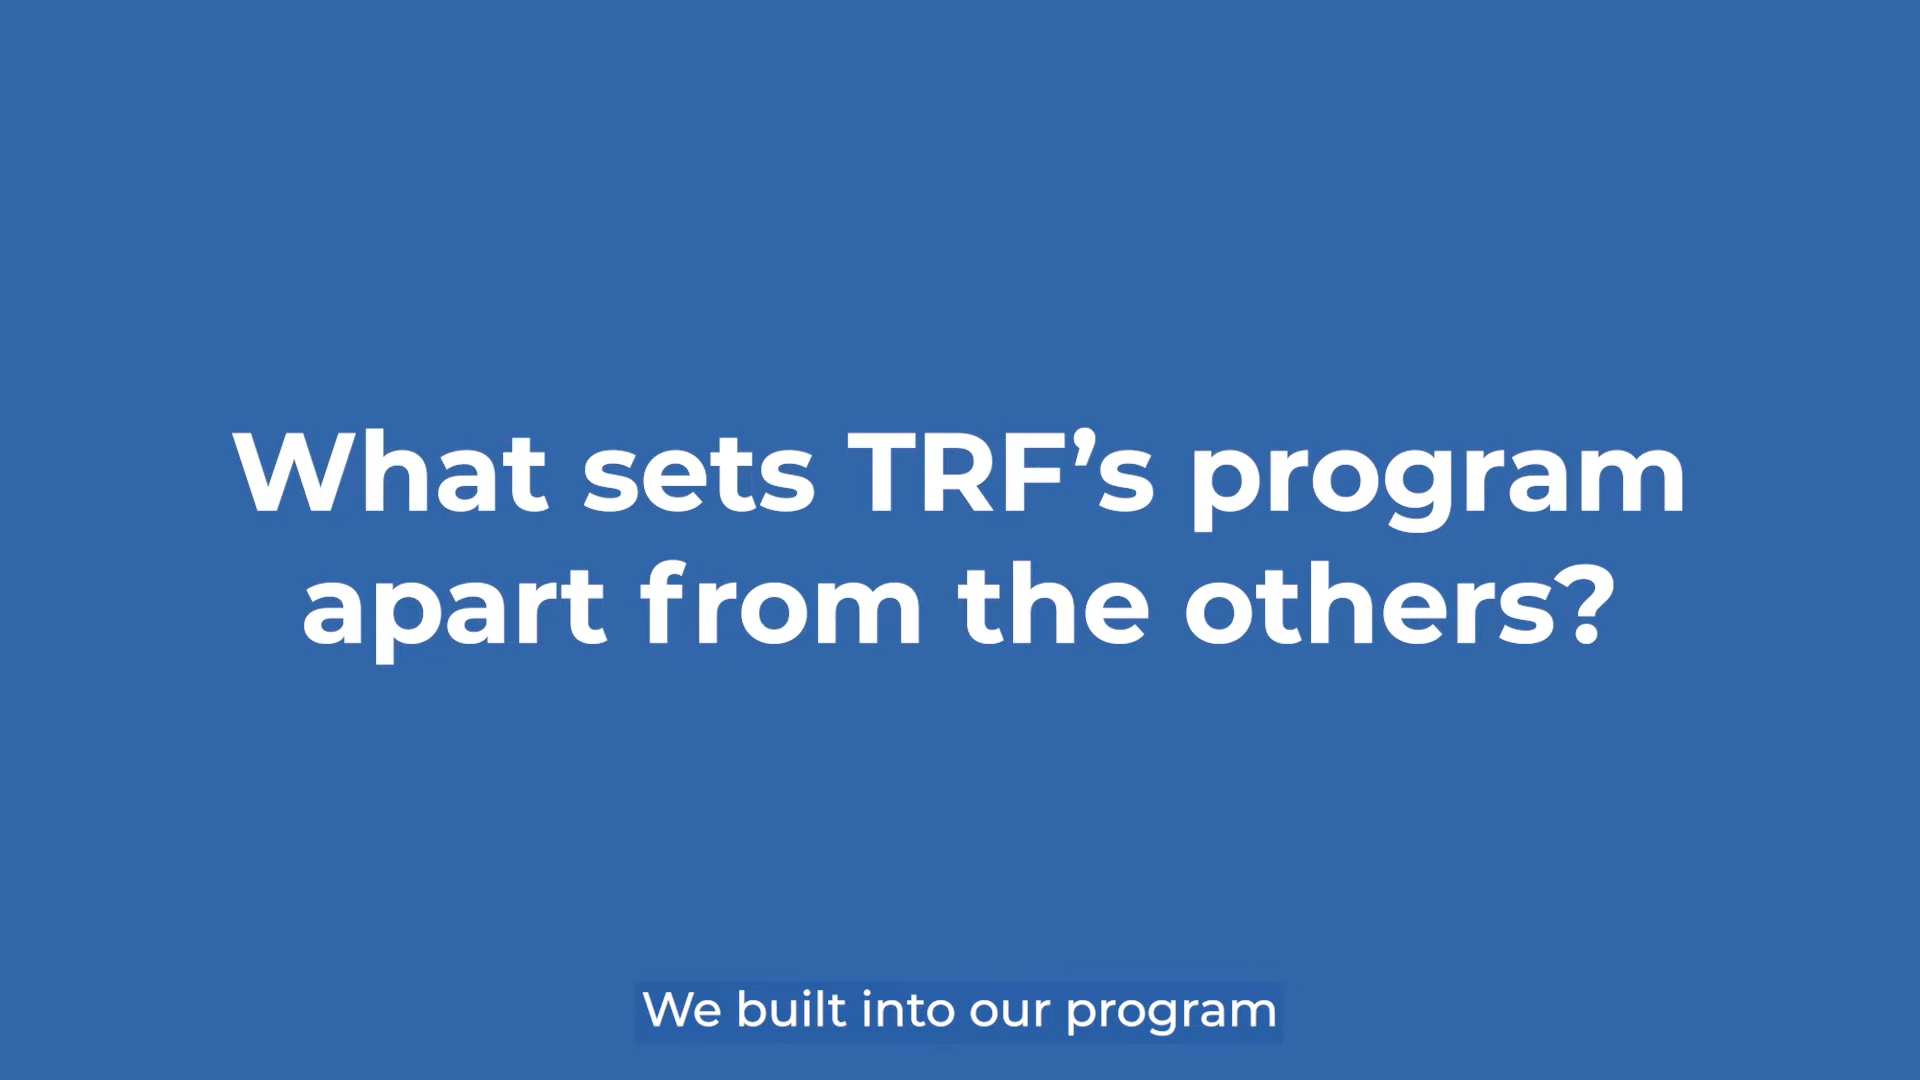 What sets TRF’s program
apart from the others?
We built into our program